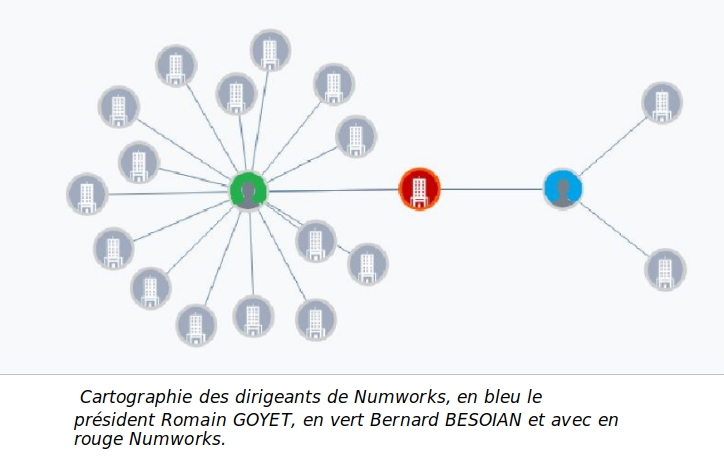 Cartographie des dirigeants de Numworks, en bleu le
président Romain GOYET, en vert Bernard BESOIAN et avec en
rouge Numworks.